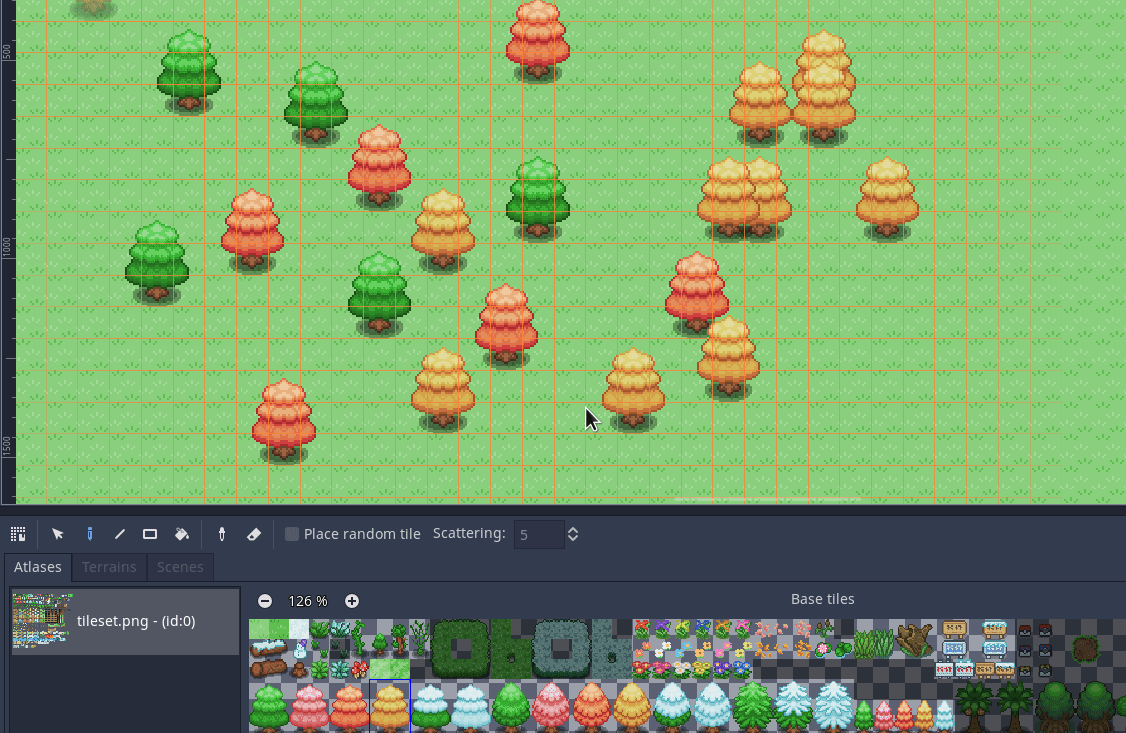 500
1000
1500
Place random tile Scattering: 5
Atlases Terrains Scenes
126 % Base tiles
tileset.png - (id:0)